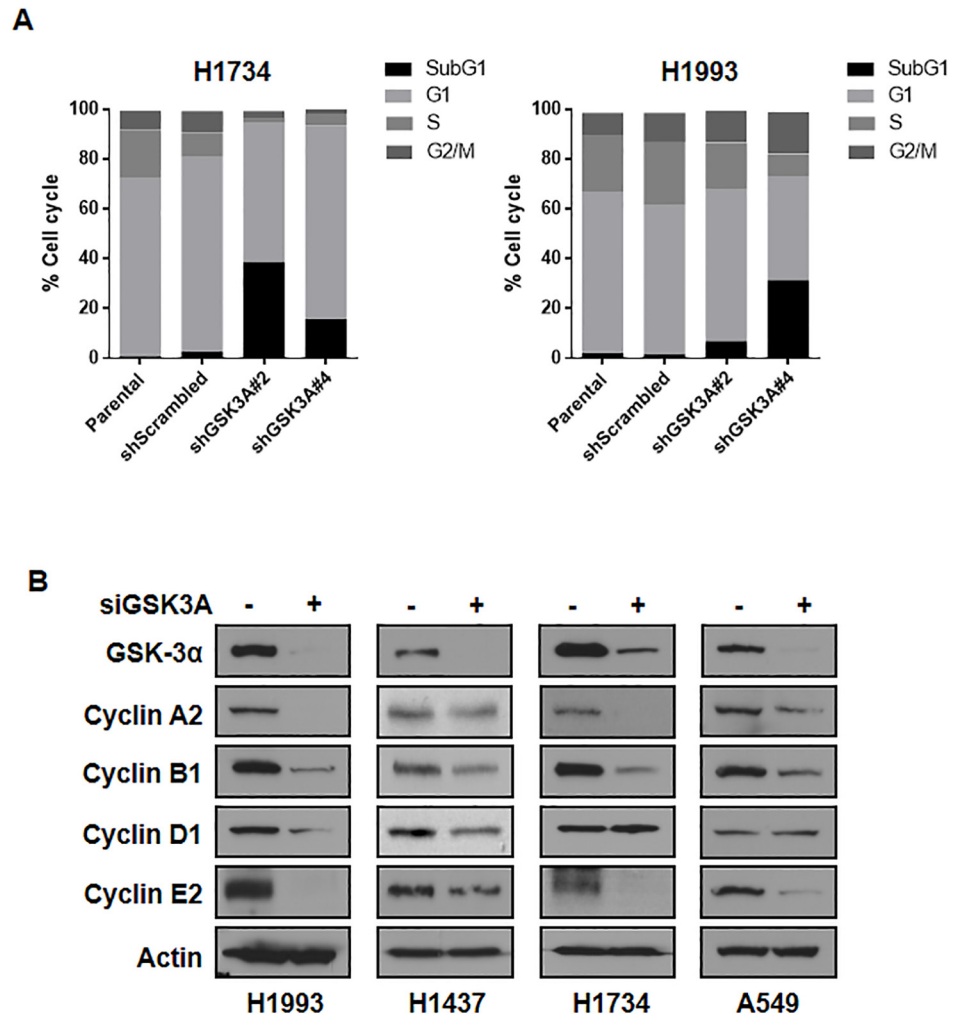 A
H1734
SubG1
G1
S
G2/M
% Cell cycle
100
80
60
40
20
0
Parental
shScrambled
shGSK3A#2
shGSK3A#4
H1993
SubG1
G1
S
G2/M
% Cell cycle
100
80
60
40
20
0
Parental
shScrambled
shGSK3A#2
shGSK3A#4
B
siGSK3A - + - + - + - +
GSK-3α
Cyclin A2
Cyclin B1
Cyclin D1
Cyclin E2
Actin
H1993 H1437 H1734 A549